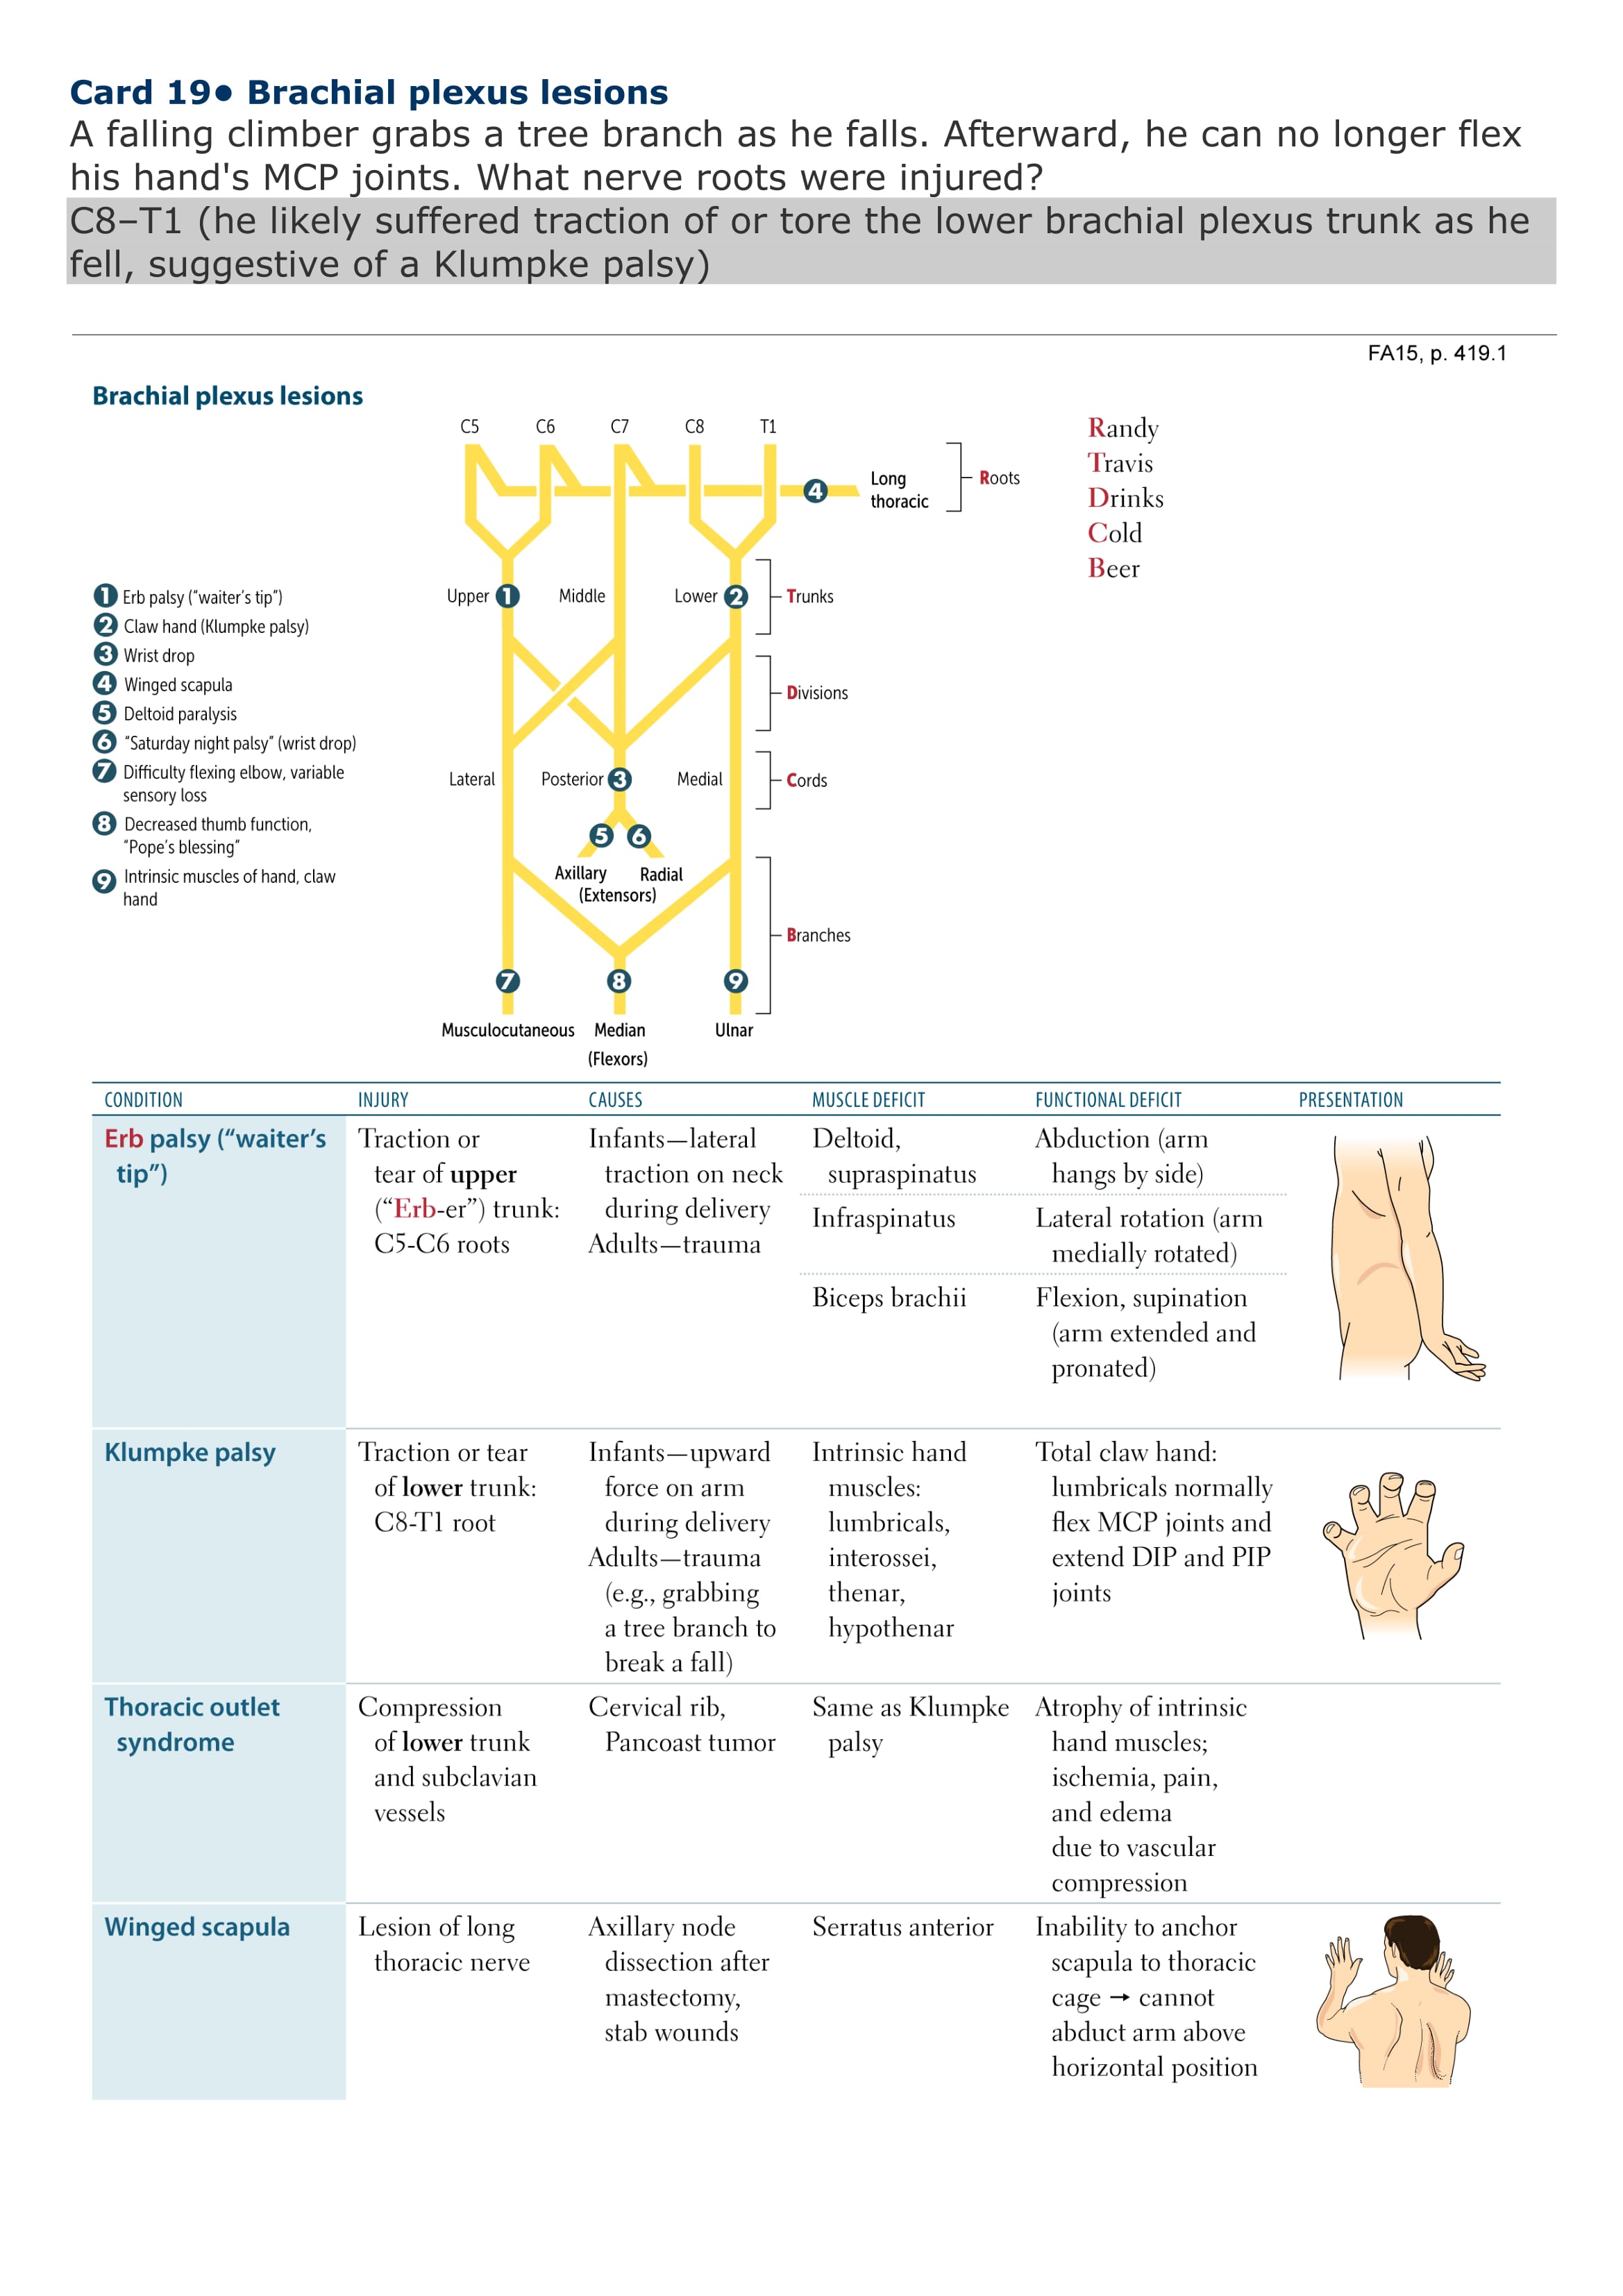 Card 19● Brachial plexus lesions
A falling climber grabs a tree branch as he falls. Afterward, he can no longer flex
his hand's MCP joints. What nerve roots were injured?
C8–T1 (he likely suffered traction of or tore the lower brachial plexus trunk as he
fell, suggestive of a Klumpke palsy)
FA15, p. 419.1
Brachial plexus lesions
C5 C6 C7 C8 T1
4 Long
thoracic
Roots
Randy
Travis
Drinks
Cold
Beer
1 Erb palsy (“waiter’s tip”)
2 Claw hand (Klumpke palsy)
3 Wrist drop
4 Winged scapula
5 Deltoid paralysis
6 “Saturday night palsy” (wrist drop)
7 Difficulty flexing elbow, variable
sensory loss
8 Decreased thumb function,
“Pope’s blessing”
9 Intrinsic muscles of hand, claw
hand
Upper 1 Middle Lower 2 Trunks
Divisions
Lateral Posterior 3 Medial Cords
5 6
Axillary Radial
(Extensors)
Branches
7 8 9
Musculocutaneous Median Ulnar
(Flexors)
CONDITION INJURY CAUSES MUSCLE DEFICIT FUNCTIONAL DEFICIT PRESENTATION
Erb palsy (“waiter’s
tip”)
Traction or
tear of upper
(“Erb-er”) trunk:
C5-C6 roots
Infants—lateral
traction on neck
during delivery
Adults—trauma
Deltoid,
supraspinatus
Abduction (arm
hangs by side)
Infraspinatus
Lateral rotation (arm
medially rotated)
Biceps brachii
Flexion, supination
(arm extended and
pronated)
Klumpke palsy
Traction or tear
of lower trunk:
C8-T1 root
Infants—upward
force on arm
during delivery
Adults—trauma
(e.g., grabbing
a tree branch to
break a fall)
Intrinsic hand
muscles:
lumbricals,
interossei,
thenar,
hypothenar
Total claw hand:
lumbricals normally
flex MCP joints and
extend DIP and PIP
joints
Thoracic outlet
syndrome
Compression
of lower trunk
and subclavian
vessels
Cervical rib,
Pancoast tumor
Same as Klumpke
palsy
Atrophy of intrinsic
hand muscles;
ischemia, pain,
and edema
due to vascular
compression
Winged scapula
Lesion of long
thoracic nerve
Axillary node
dissection after
mastectomy,
stab wounds
Serratus anterior
Inability to anchor
scapula to thoracic
cage → cannot
abduct arm above
horizontal position